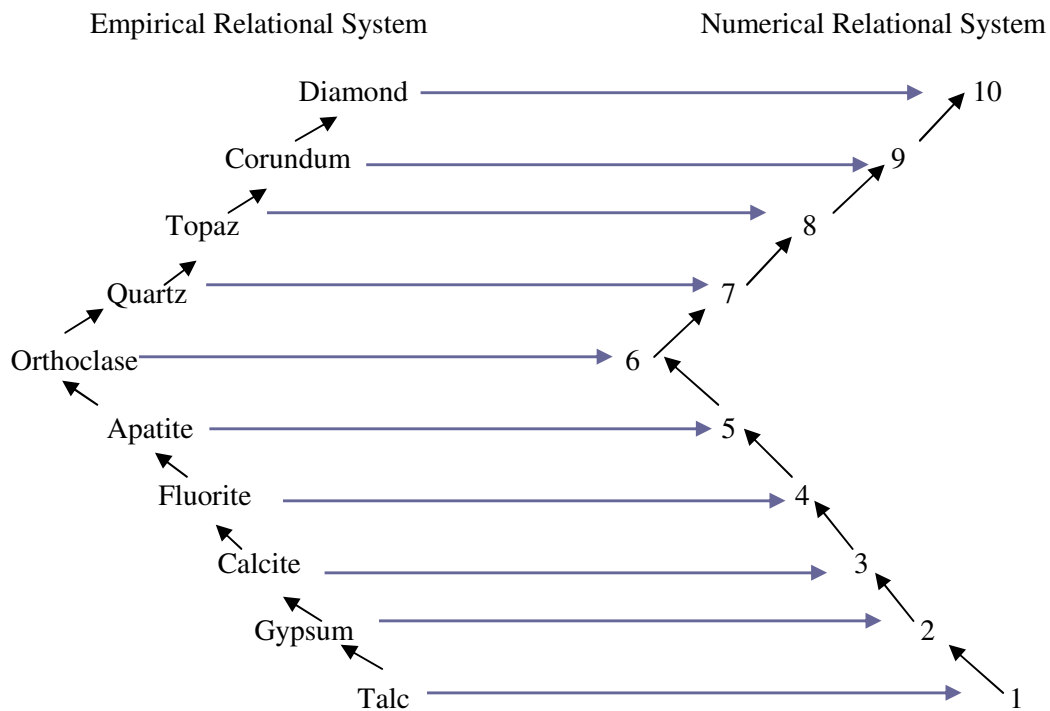 Empirical Relational System Numerical Relational System
Diamond 10
Corundum 9
Topaz 8
Quartz 7
Orthoclase 6
Apatite 5
Fluorite 4
Calcite 3
Gypsum 2
Talc 1